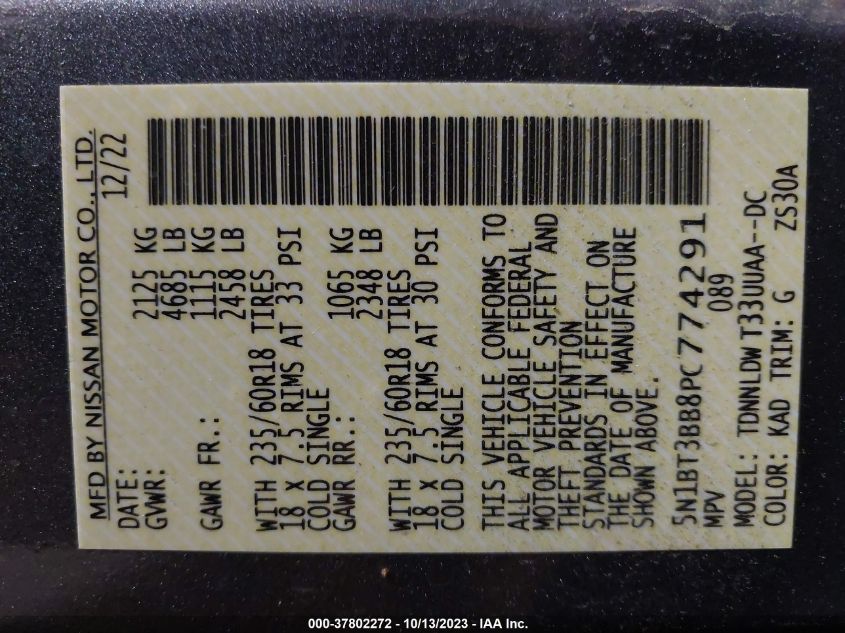 MFD BY NISSAN MOTOR CO., LTD.
DATE: 12/22
GVWR: 2125 KG
4685 LB
GAWR FR.: 1115 KG
2458 LB
WITH 235/60R18 TIRES
18 X 7.5 RIMS AT 33 PSI
COLD SINGLE
GAWR RR.: 1065 KG
2348 LB
WITH 235/60R18 TIRES
18 X 7.5 RIMS AT 30 PSI
COLD SINGLE
THIS VEHICLE CONFORMS TO
ALL APPLICABLE FEDERAL
MOTOR VEHICLE SAFETY AND
THEFT PREVENTION
STANDARDS IN EFFECT ON
THE DATE OF MANUFACTURE
SHOWN ABOVE.
5N1BT3BB8PC774291
MPV 089
MODEL: TDNNLDW T33UUAA--DC
COLOR: KAD TRIM: G ZS30A
000-37802272 - 10/13/2023 - IAA Inc.